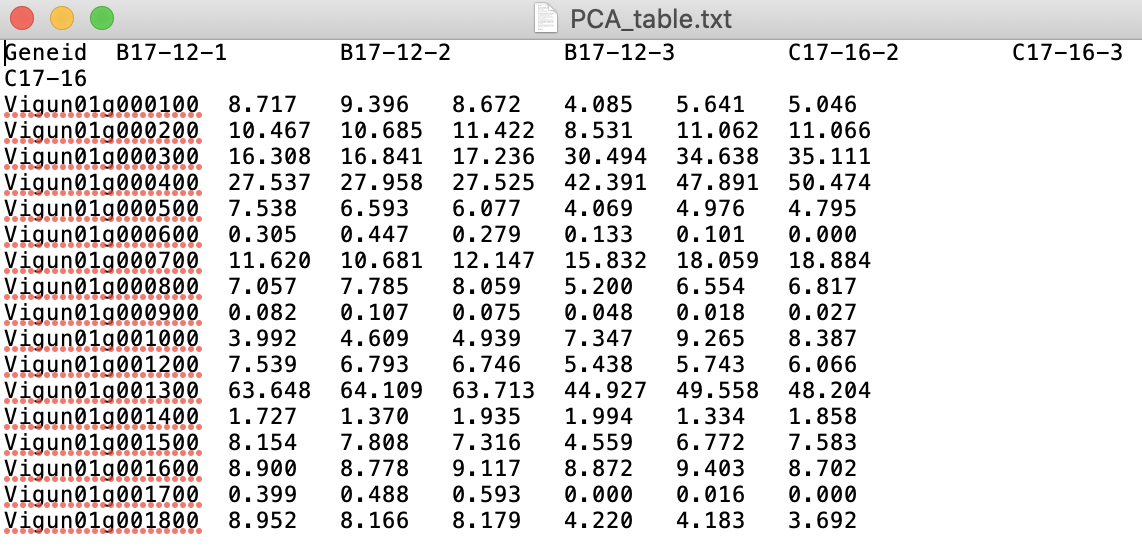 PCA_table.txt
Geneid B17-12-1 B17-12-2 B17-12-3 C17-16-2 C17-16-3
C17-16
Vigun01g000100 8.717 9.396 8.672 4.085 5.641 5.046
Vigun01g000200 10.467 10.685 11.422 8.531 11.062 11.066
Vigun01g000300 16.308 16.841 17.236 30.494 34.638 35.111
Vigun01g000400 27.537 27.958 27.525 42.391 47.891 50.474
Vigun01g000500 7.538 6.593 6.077 4.069 4.976 4.795
Vigun01g000600 0.305 0.447 0.279 0.133 0.101 0.000
Vigun01g000700 11.620 10.681 12.147 15.832 18.059 18.884
Vigun01g000800 7.057 7.785 8.059 5.200 6.554 6.817
Vigun01g000900 0.082 0.107 0.075 0.048 0.018 0.027
Vigun01g001000 3.992 4.609 4.939 7.347 9.265 8.387
Vigun01g001200 7.539 6.793 6.746 5.438 5.743 6.066
Vigun01g001300 63.648 64.109 63.713 44.927 49.558 48.204
Vigun01g001400 1.727 1.370 1.935 1.994 1.334 1.858
Vigun01g001500 8.154 7.808 7.316 4.559 6.772 7.583
Vigun01g001600 8.900 8.778 9.117 8.872 9.403 8.702
Vigun01g001700 0.399 0.488 0.593 0.000 0.016 0.000
Vigun01g001800 8.952 8.166 8.179 4.220 4.183 3.692